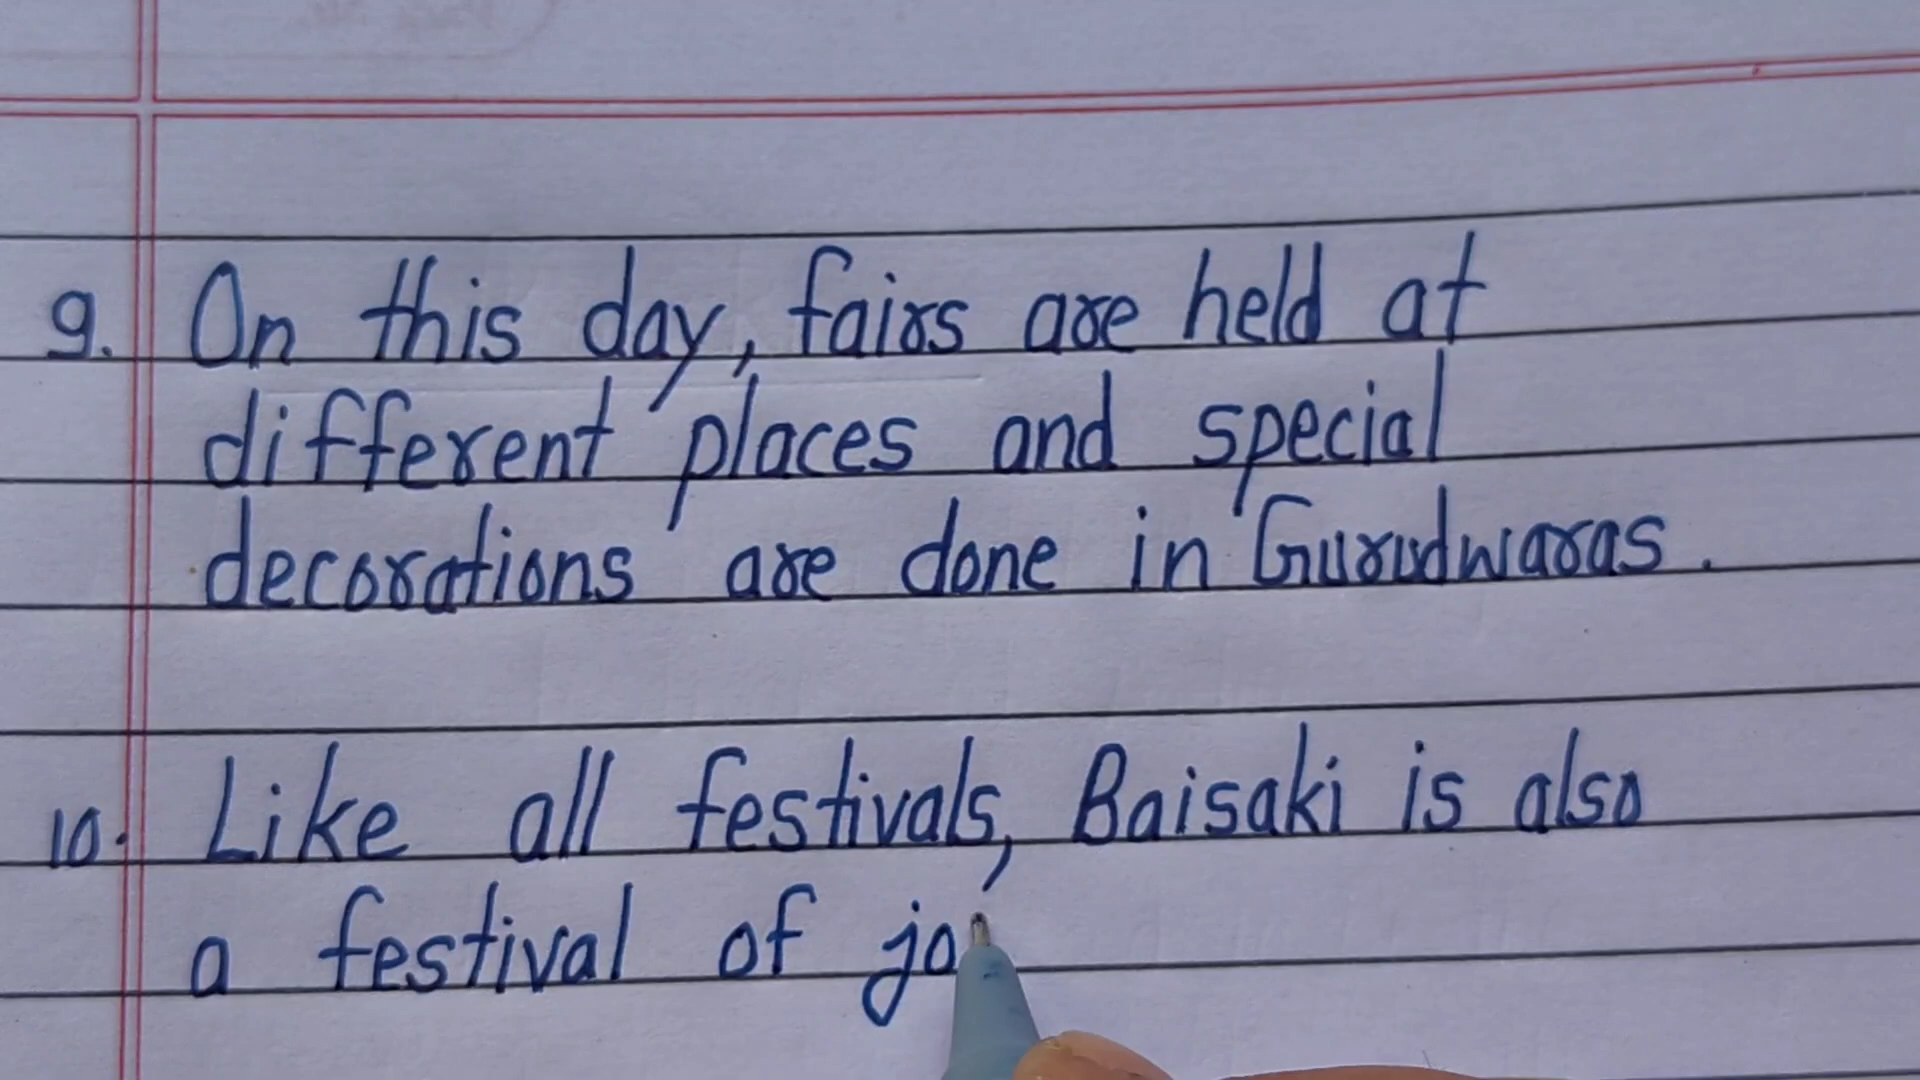 9. On this day, fairs are held at
different places and special
decorations are done in Gurudwaras.
10. Like all festivals, Baisaki is also
a festival of jo